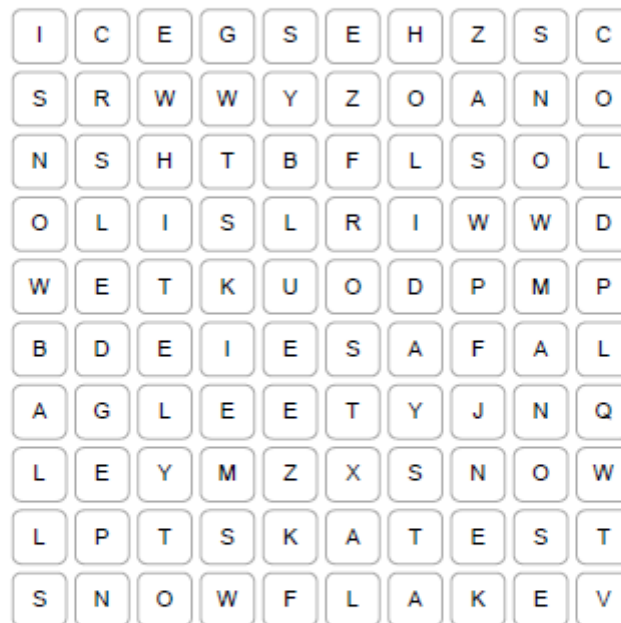 I C E G S E H Z S C
S R W W Y Z O A N O
N S H T B F L S O L
O L I S L R I W W D
W E T K U O D P M P
B D E I E S A F A L
A G L E E T Y J N Q
L E Y M Z X S N O W
L P T S K A T E S T
S N O W F L A K E V